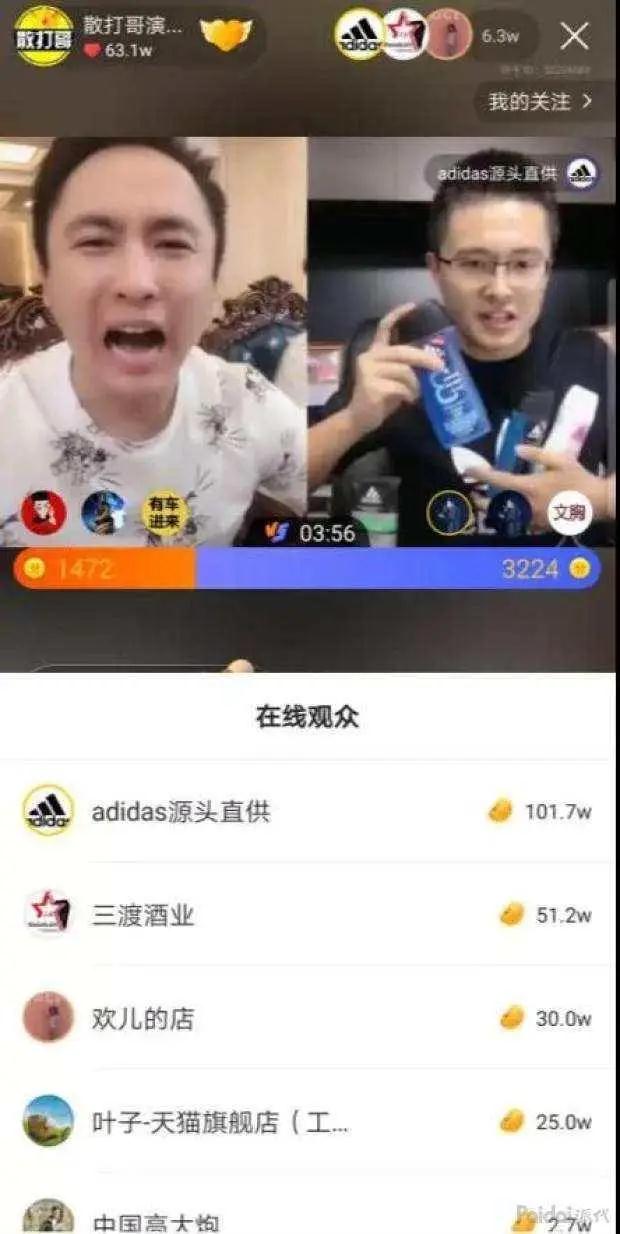 散打哥
散打哥演...
63.1w
adidas
6.3w
我的关注 >
adidas源头直供
有车
进来
VS 03:56
文胸
1472
3224
在线观众
adidas源头直供
101.7w
三渡酒业
51.2w
欢儿的店
30.0w
叶子-天猫旗舰店（工...
25.0w
中国高大炮
2.7w
Paidai派代